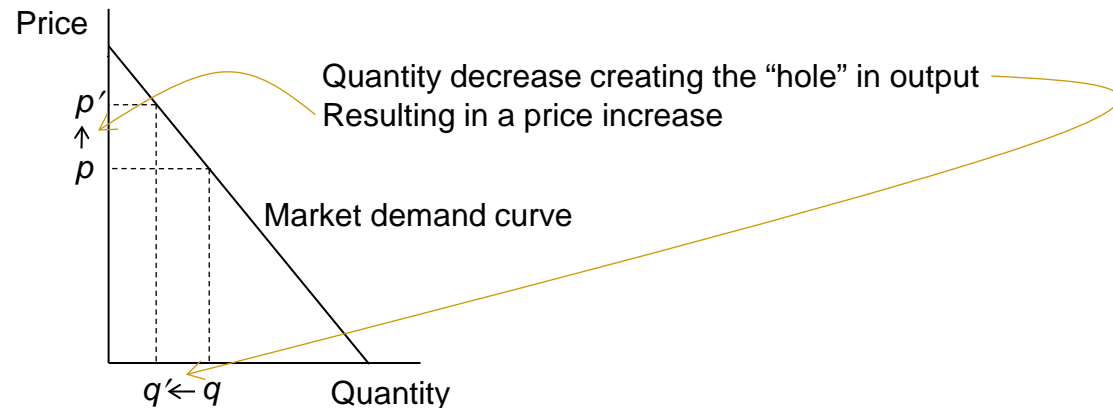 Price
Quantity decrease creating the “hole” in output
Resulting in a price increase
p′
p
Market demand curve
q′← q
Quantity